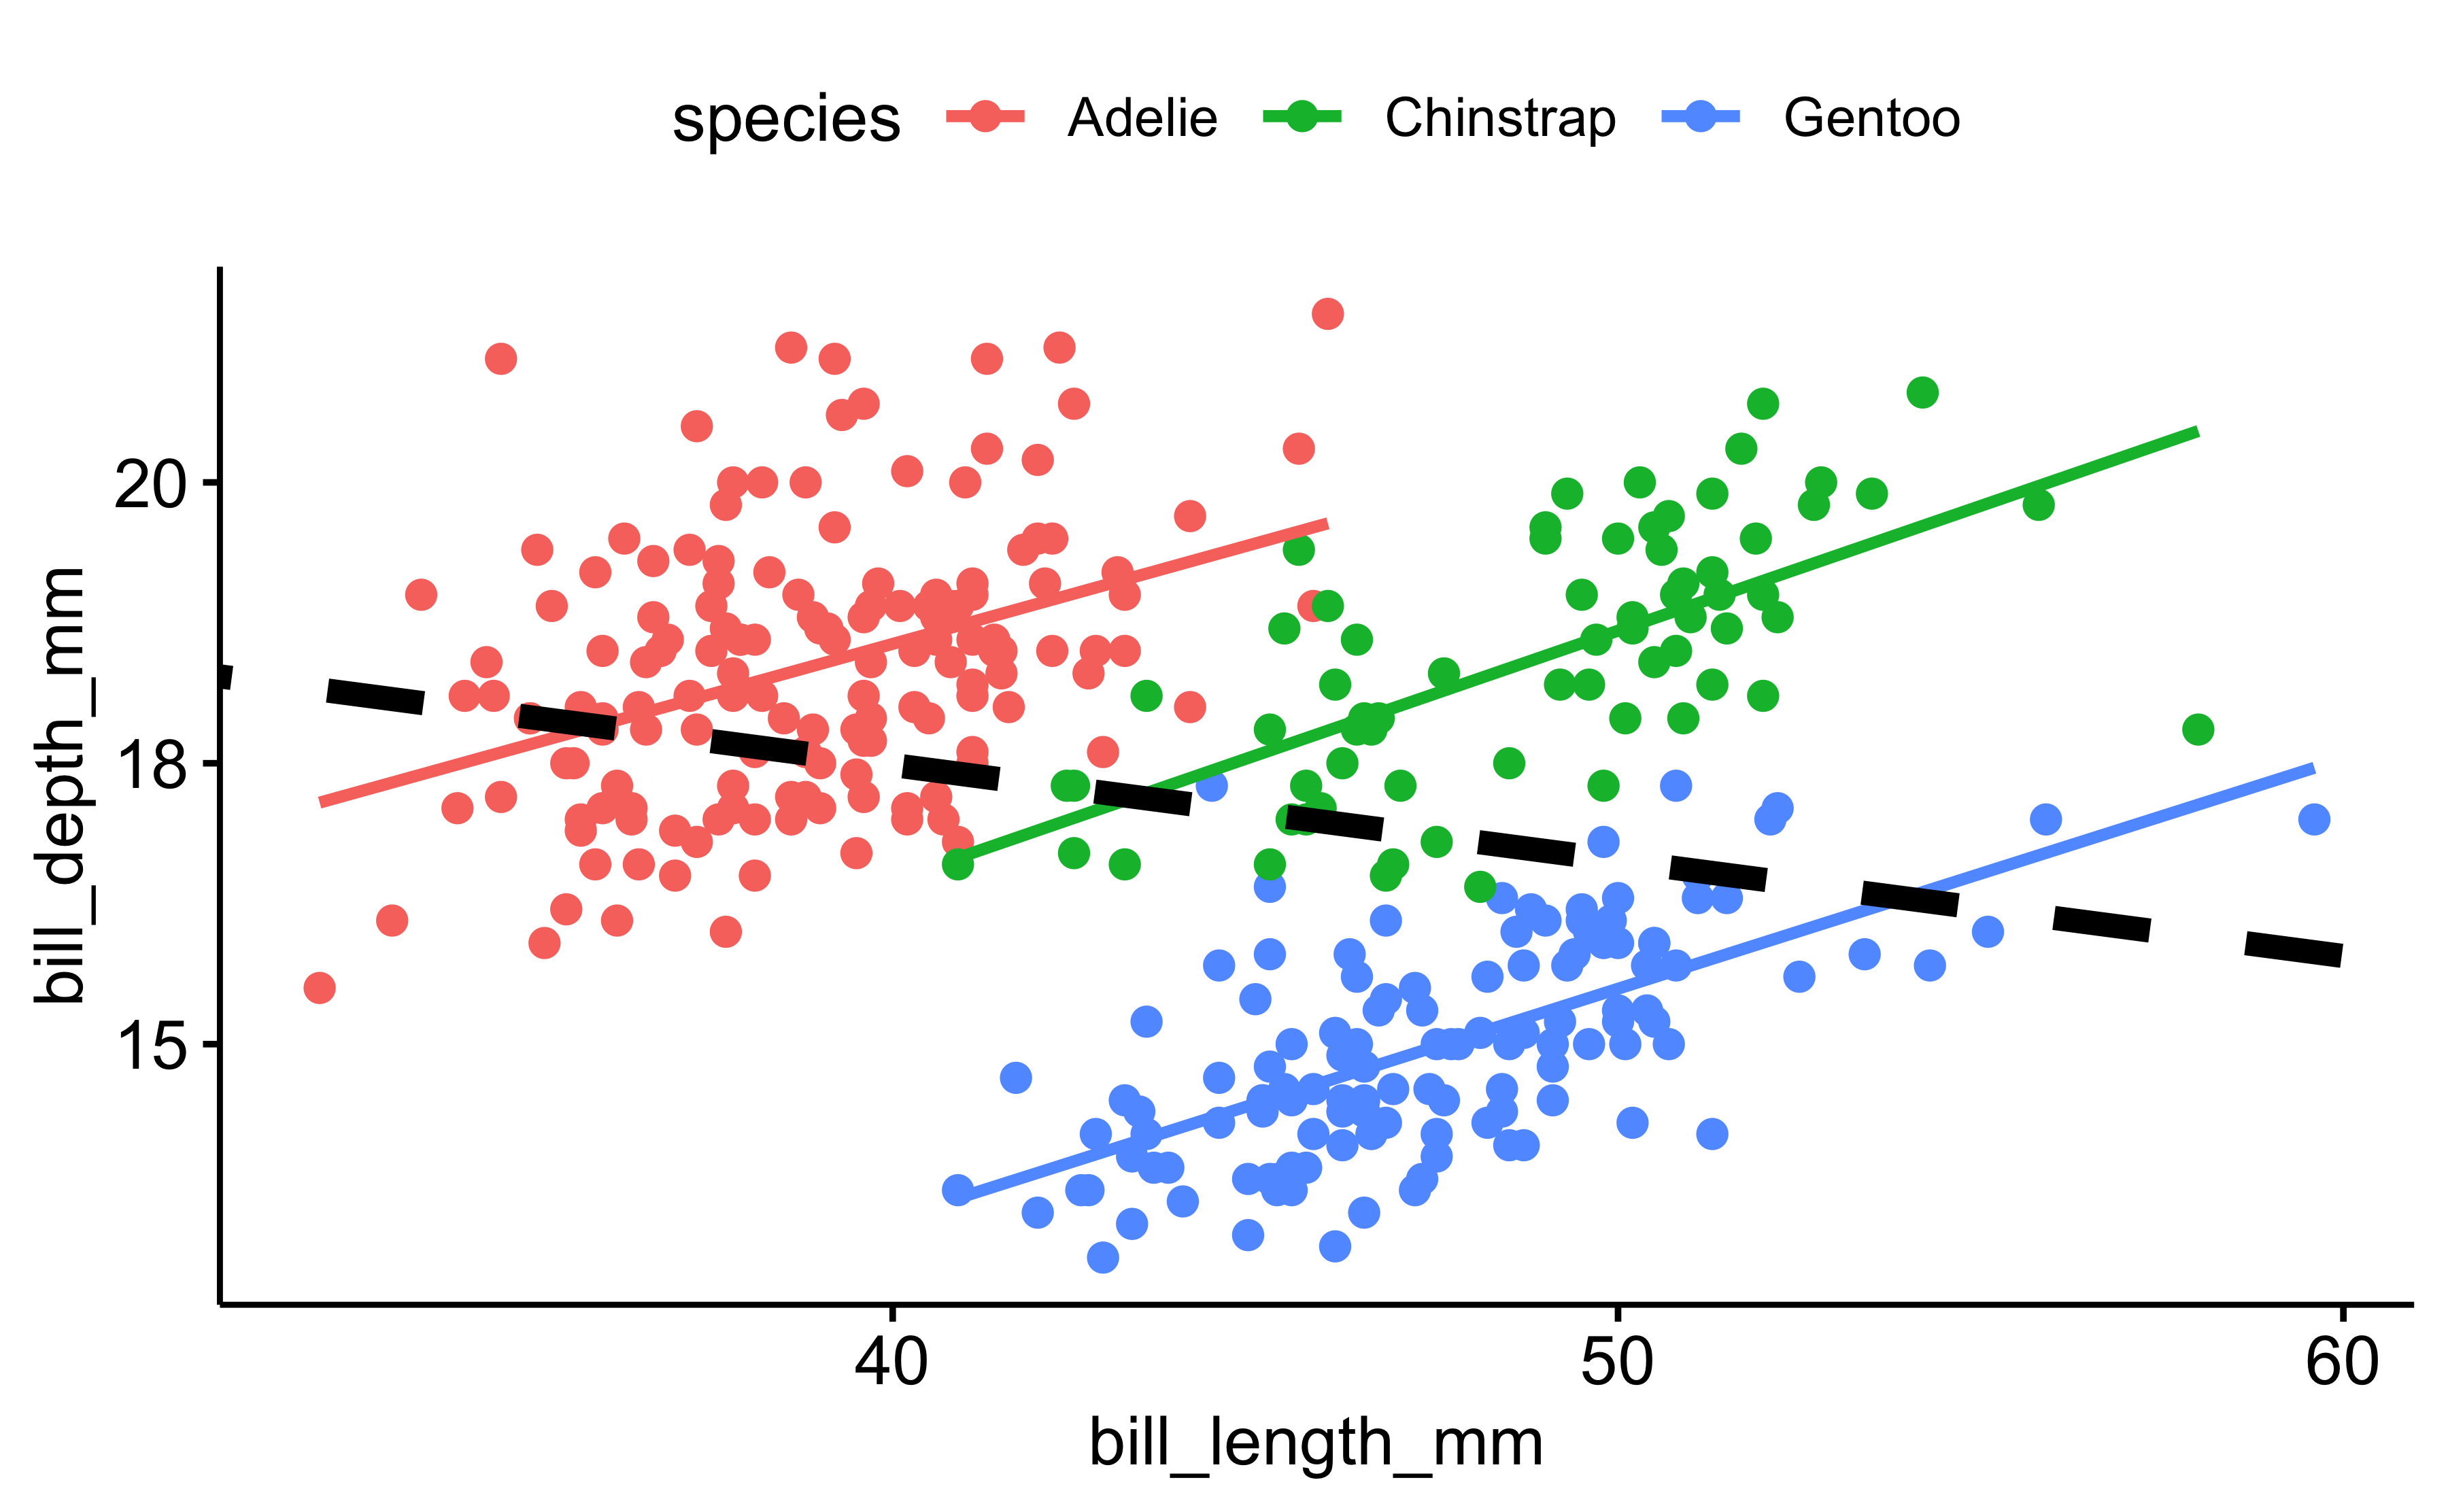 species Adelie Chinstrap Gentoo
20
18
15
bill_depth_mm
40 50 60
bill_length_mm